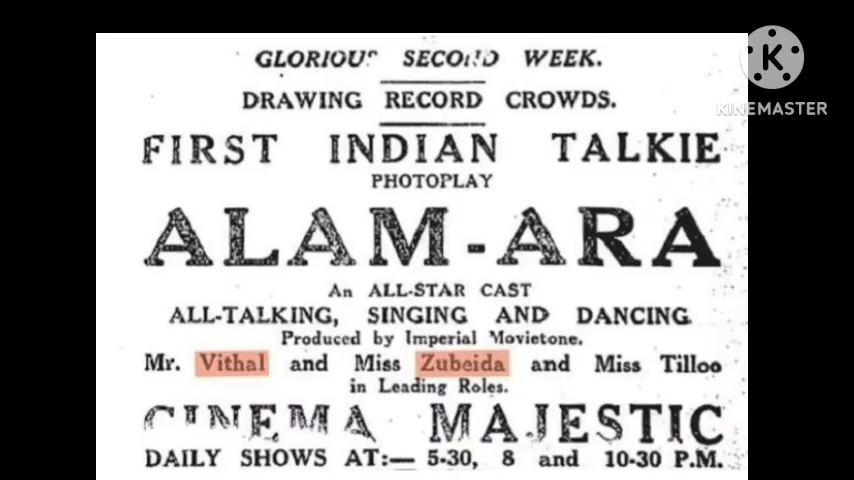 GLORIOUS SECOND WEEK.
DRAWING RECORD CROWDS.
FIRST INDIAN TALKIE
PHOTOPLAY
ALAM-ARA
An ALL-STAR CAST
ALL-TALKING, SINGING AND DANCING
Produced by Imperial Movietone.
Mr. Vithal and Miss Zubeida and Miss Tilloo
in Leading Roles.
CINEMA MAJESTIC
DAILY SHOWS AT:— 5-30, 8 and 10-30 P.M.
K
KINEMASTER